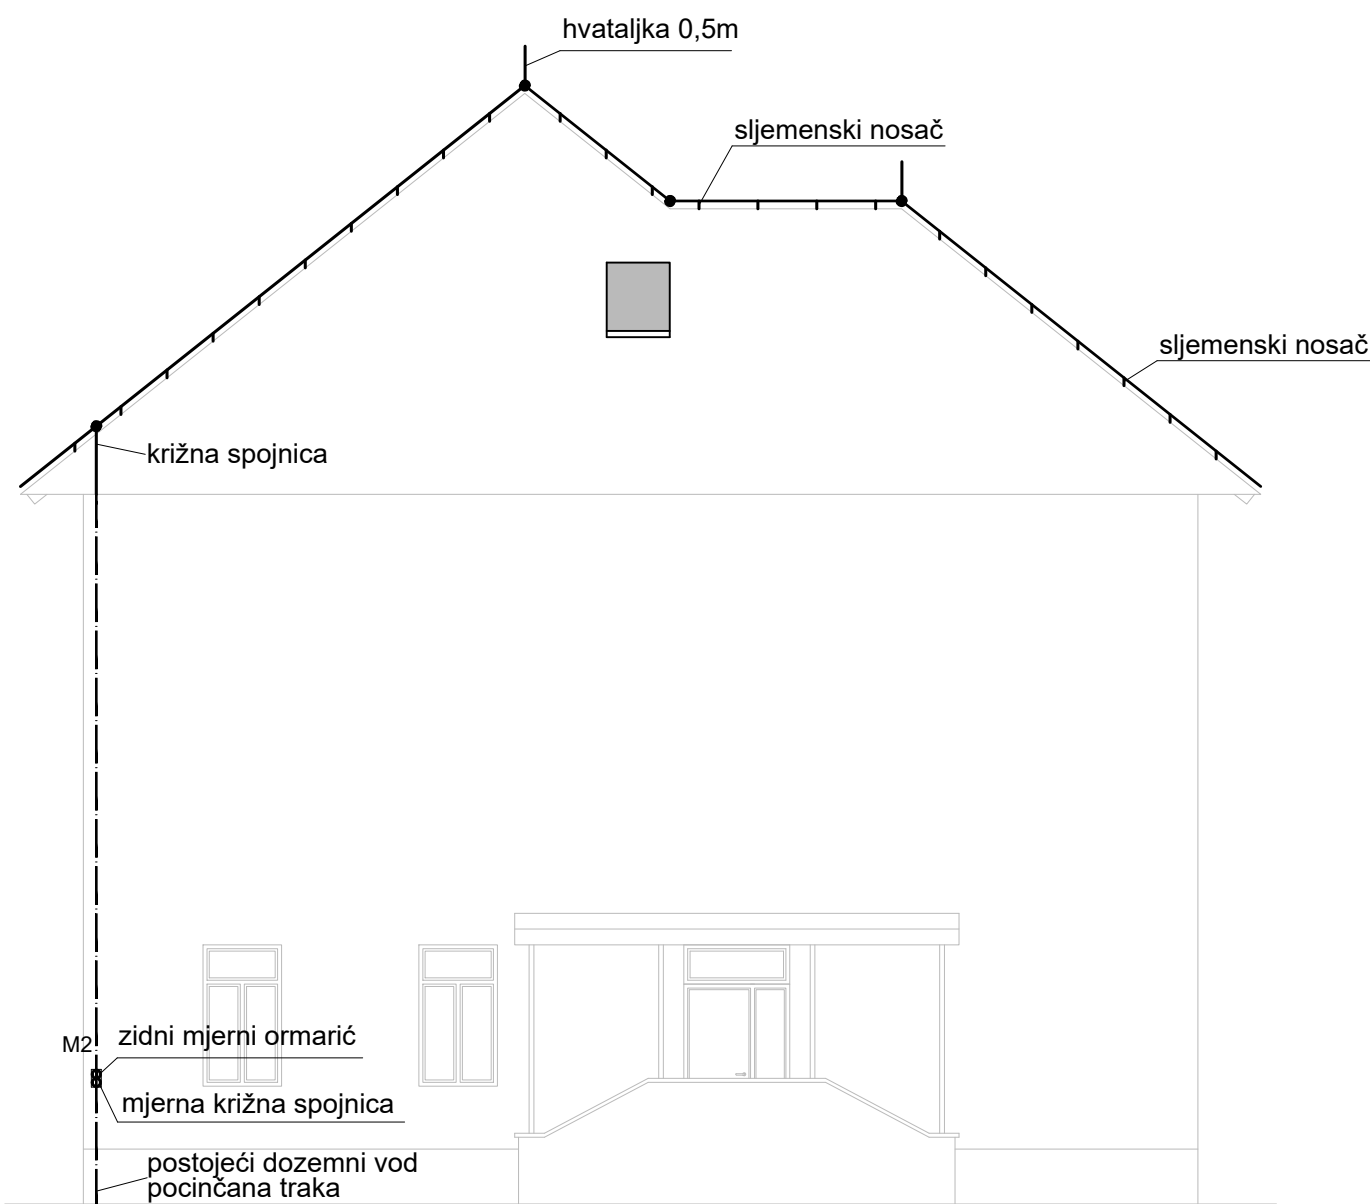 hvataljka 0,5m
sljemenski nosač
sljemenski nosač
križna spojnica
M2
zidni mjerni ormarić
mjerna križna spojnica
postojeći dozemni vod
pocinčana traka